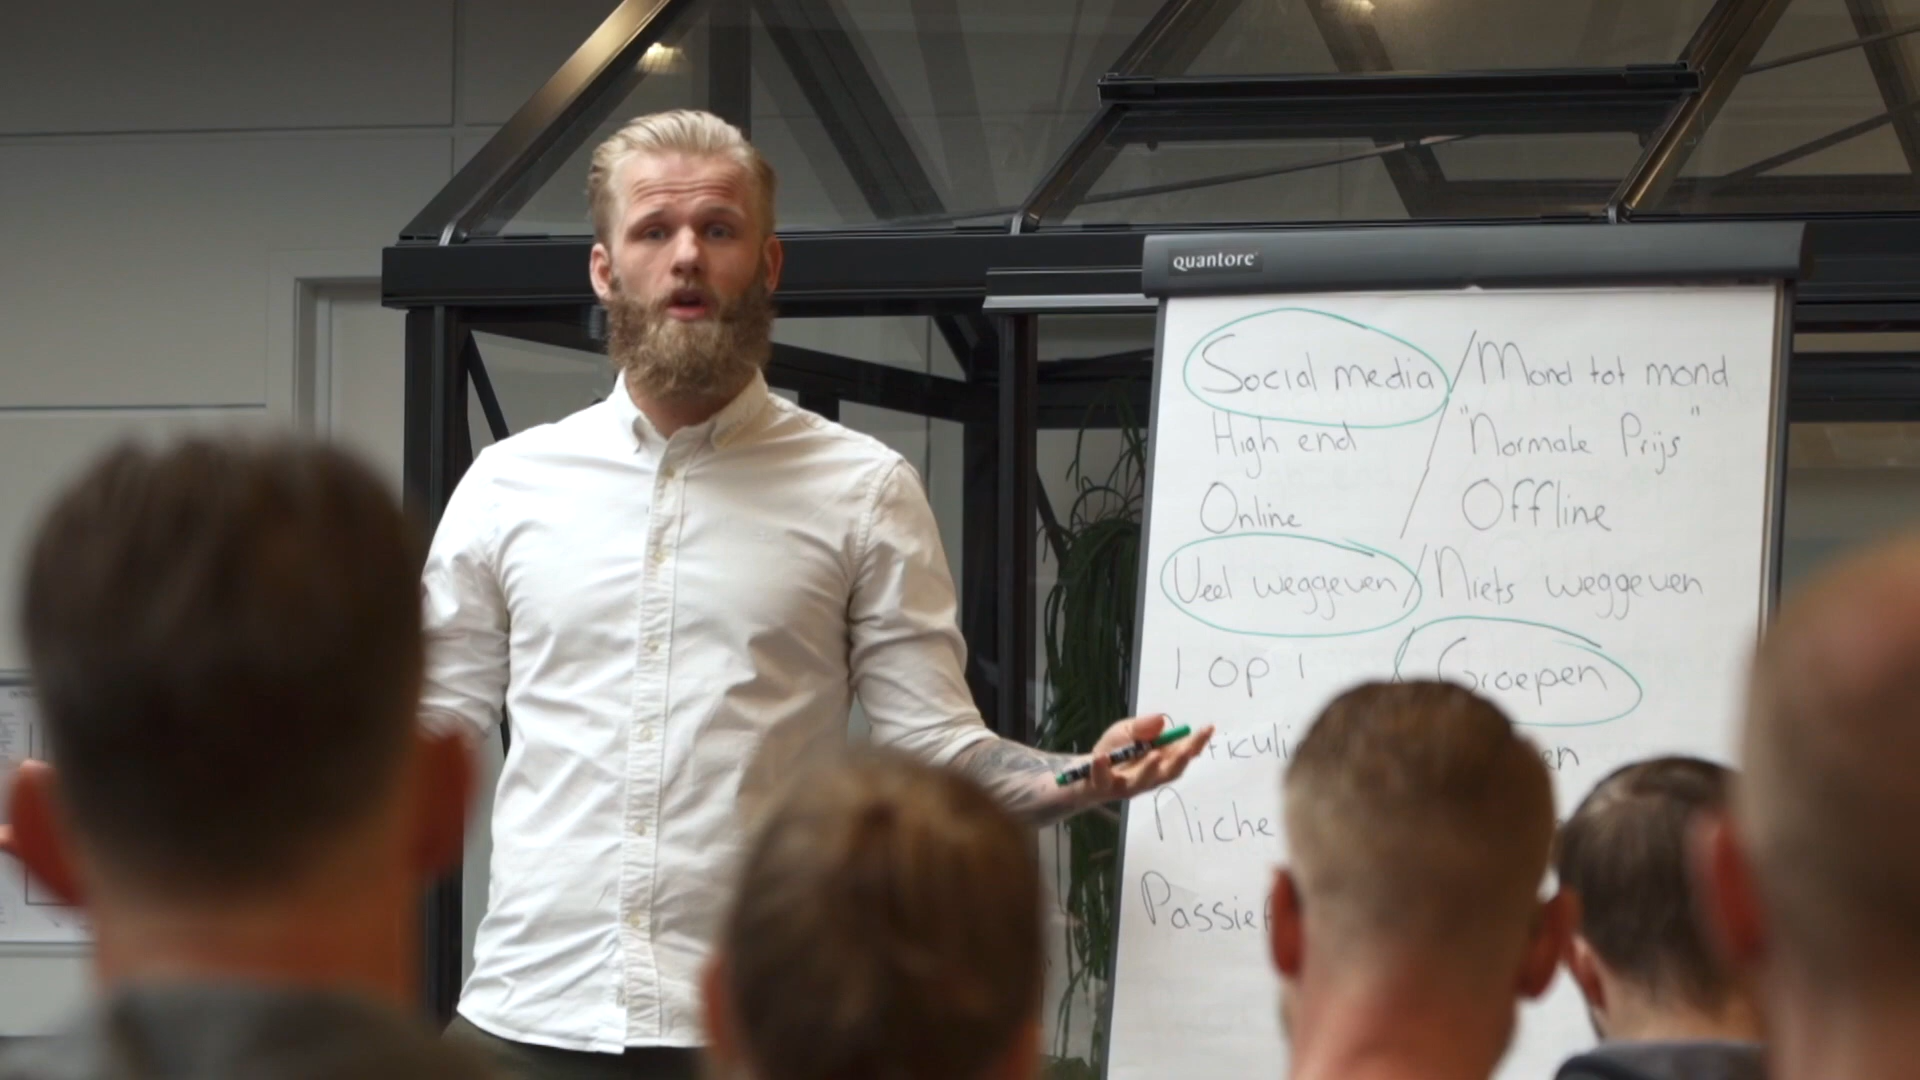 quantore
Social media / Mond tot mond
High end / "Normale Prijs"
Online / Offline
Veel weggeven / Niets weggeven
1 op 1 / Groepen
Niche
Passief